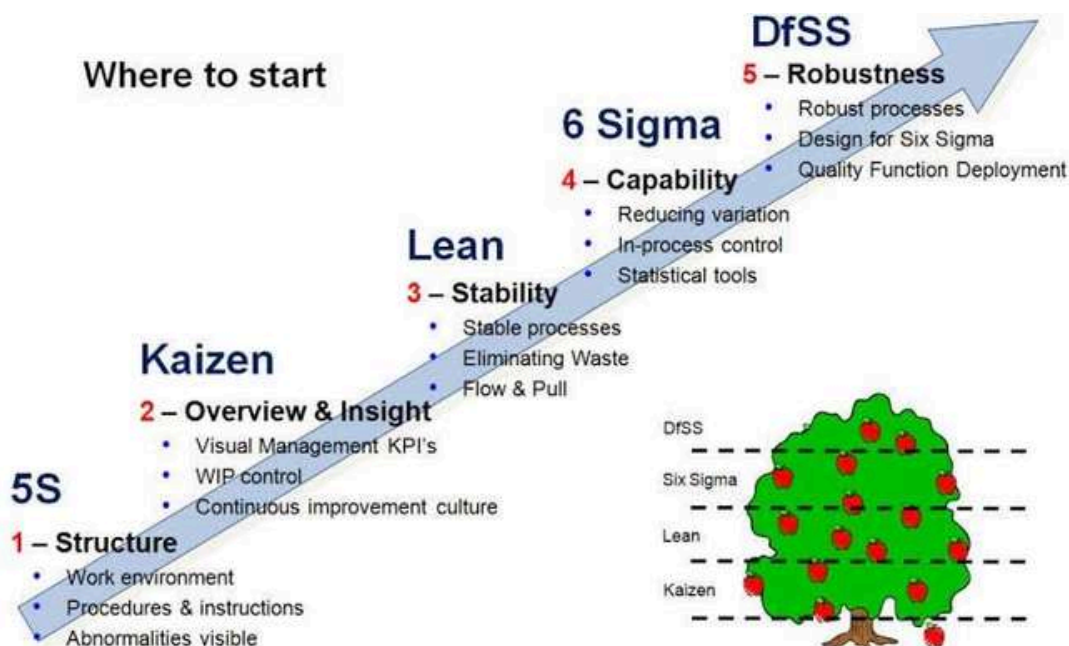 Where to start
DfSS
5 – Robustness
• Robust processes
• Design for Six Sigma
• Quality Function Deployment
6 Sigma
4 – Capability
• Reducing variation
• In-process control
• Statistical tools
Lean
3 – Stability
• Stable processes
• Eliminating Waste
• Flow & Pull
Kaizen
2 – Overview & Insight
• Visual Management KPI's
• WIP control
• Continuous improvement culture
5S
1 – Structure
• Work environment
• Procedures & instructions
• Abnormalities visible
DfSS
Six Sigma
Lean
Kaizen